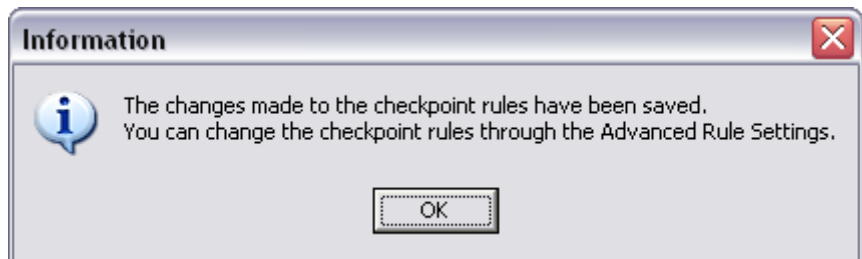 Information
The changes made to the checkpoint rules have been saved.
You can change the checkpoint rules through the Advanced Rule Settings.
OK